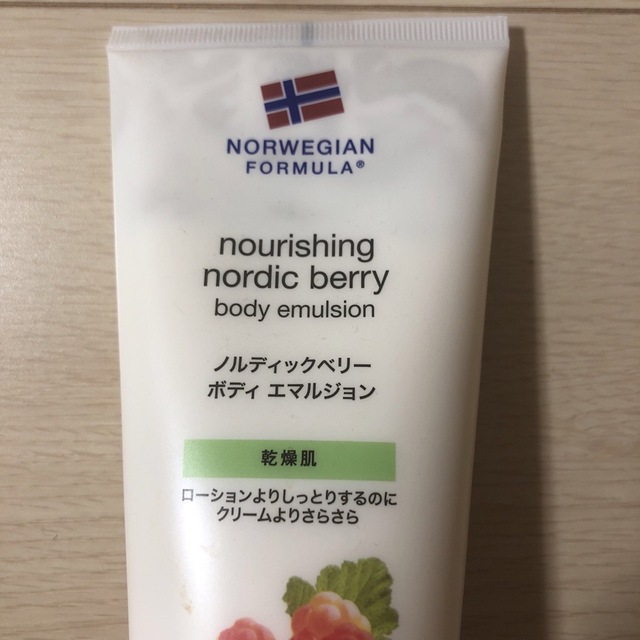 NORWEGIAN
FORMULA®
nourishing
nordic berry
body emulsion
ノルディックベリー
ボディ エマルジョン
乾燥肌
ローションよりしっとりするのに
クリームよりさらさら